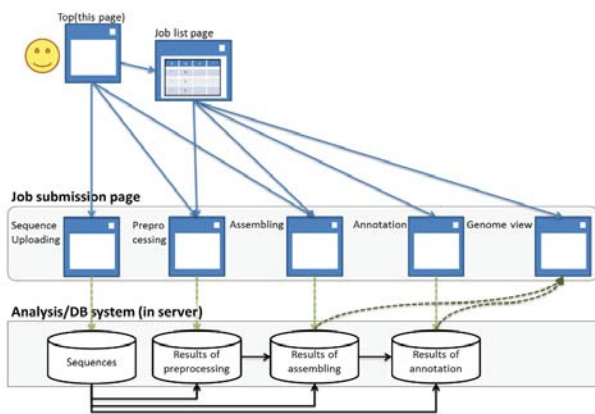 Top(this page)
Job list page
Job submission page
Sequence
Uploading
Prepro
cessing
Assembling
Annotation
Genome view
Analysis/DB system (in server)
Sequences
Results of
preprocessing
Results of
assembling
Results of
annotation